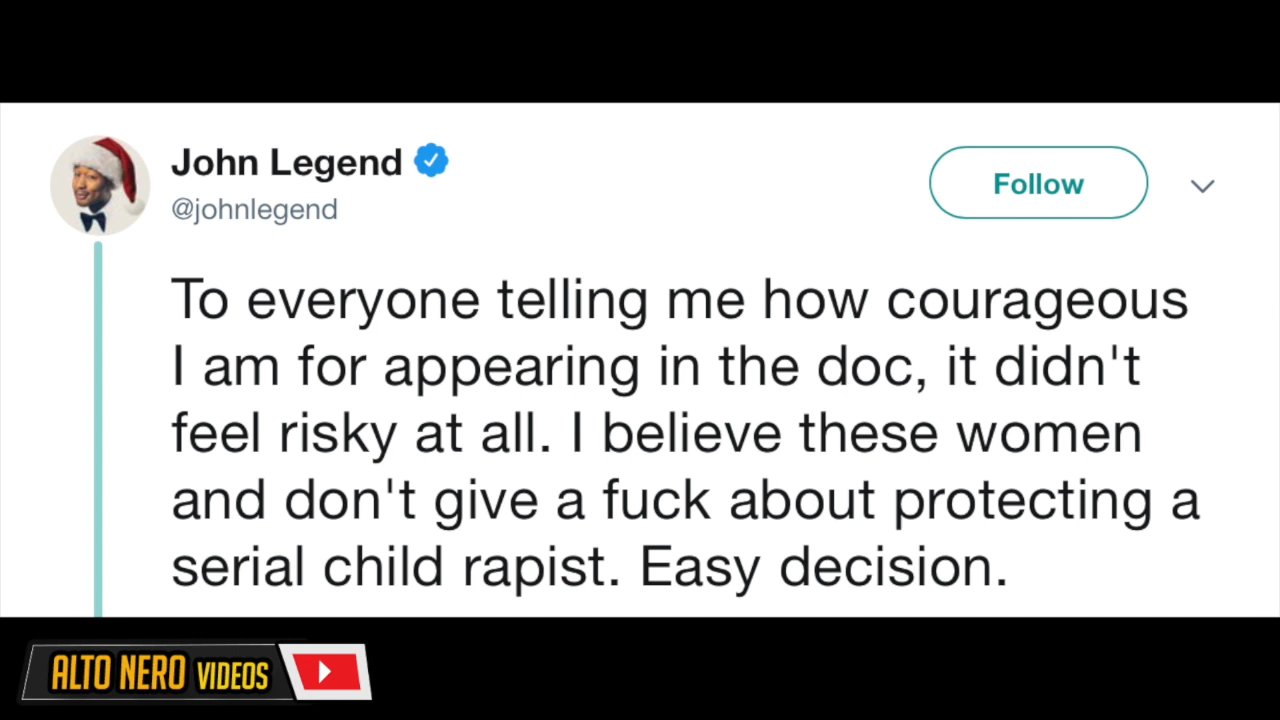 John Legend
@johnlegend
Follow
To everyone telling me how courageous
I am for appearing in the doc, it didn't
feel risky at all. I believe these women
and don't give a fuck about protecting a
serial child rapist. Easy decision.
ALTO NERO VIDEOS